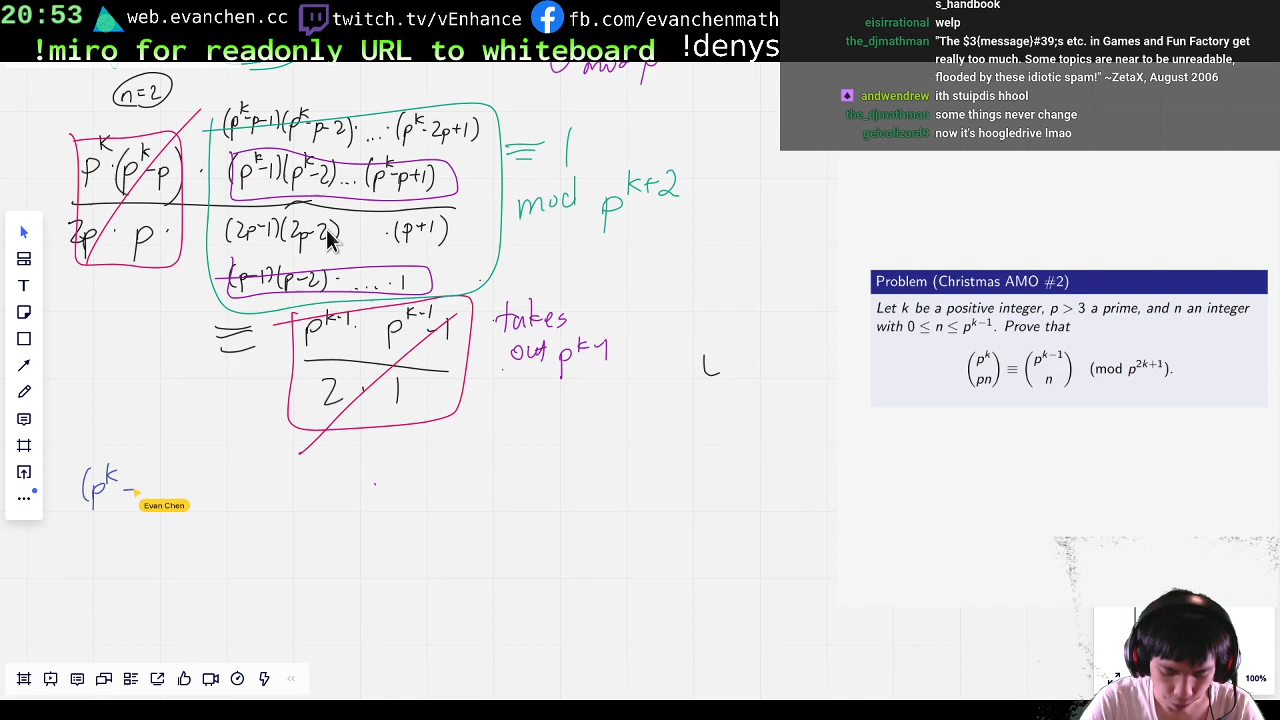 20:53 web.evanchen.cc twitch.tv/vEnhance fb.com/evanchenmath
!miro for readonly URL to whiteboard !denys
s_handbook
eisirrational welp
the_djmathman "The $3{message}#39;s etc. in Games and Fun Factory get
really too much. Some topics are near to be unreadable,
flooded by these idiotic spam!" ~ZetaX, August 2006
andwendrew ith stuipdis hhool
the_djmathman some things never change
geicolizard9 now it's hoogledrive lmao
n=2
(p^k-p-1)(p^k-p-2)· ... ·(p^k-2p+1)
p^k·(p^k-p) · (p^k-1)(p^k-2)...(p^k-p+1) ≡ 1
mod p^{k+2}
2p · p · (2p-1)(2p-2) ·(p+1)
(p-1)(p-2)· ..... ·1
≡ p^{k-1}· p^{k-1}-1
2 · 1
takes
out p^{k-1}
(p^k -
Evan Chen
Problem (Christmas AMO #2)
Let k be a positive integer, p > 3 a prime, and n an integer
with 0 ≤ n ≤ p^{k-1}. Prove that
(p^k pn) ≡ (p^{k-1} n) (mod p^{2k+1}).
100%